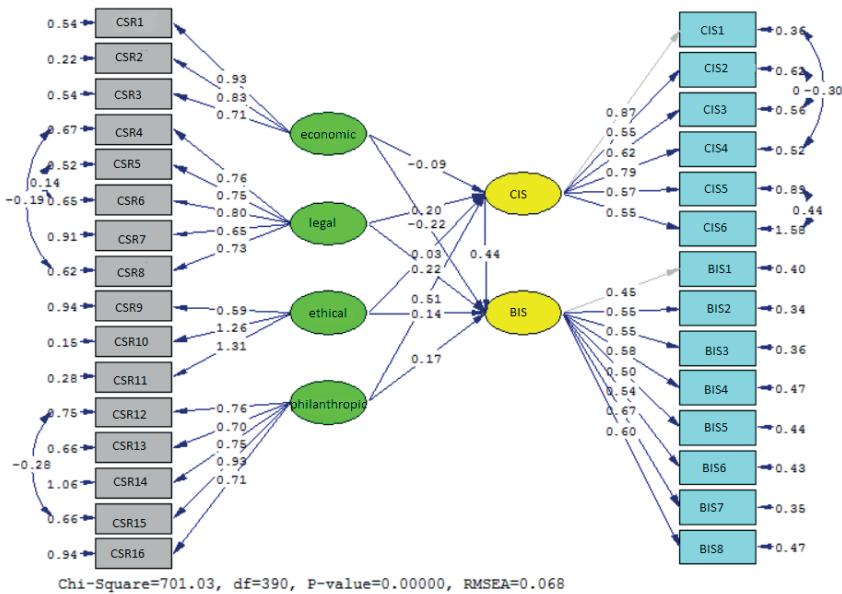 0.54 CSR1
0.22 CSR2
0.54 CSR3
0.67 CSR4
0.52 CSR5
0.65 CSR6
0.91 CSR7
0.62 CSR8
0.94 CSR9
0.15 CSR10
0.28 CSR11
0.75 CSR12
0.66 CSR13
1.06 CSR14
0.66 CSR15
0.94 CSR16
0.14
-0.19
-0.28
0.93
0.83
0.71
0.76
0.75
0.80
0.65
0.73
0.59
1.26
1.31
0.76
0.70
0.75
0.93
0.71
economic
legal
ethical
philanthropic
-0.09
0.20
-0.22
0.03
0.22
0.51
0.14
0.17
0.44
CIS
BIS
0.87
0.55
0.62
0.79
0.57
0.55
0.45
0.55
0.55
0.58
0.50
0.54
0.67
0.60
CIS1 0.36
CIS2 0.62
CIS3 0.56
CIS4 0.52
CIS5 0.89
CIS6 1.58
0 -0.30
0.44
BIS1 0.40
BIS2 0.34
BIS3 0.36
BIS4 0.47
BIS5 0.44
BIS6 0.43
BIS7 0.35
BIS8 0.47
Chi-Square=701.03, df=390, P-value=0.00000, RMSEA=0.068